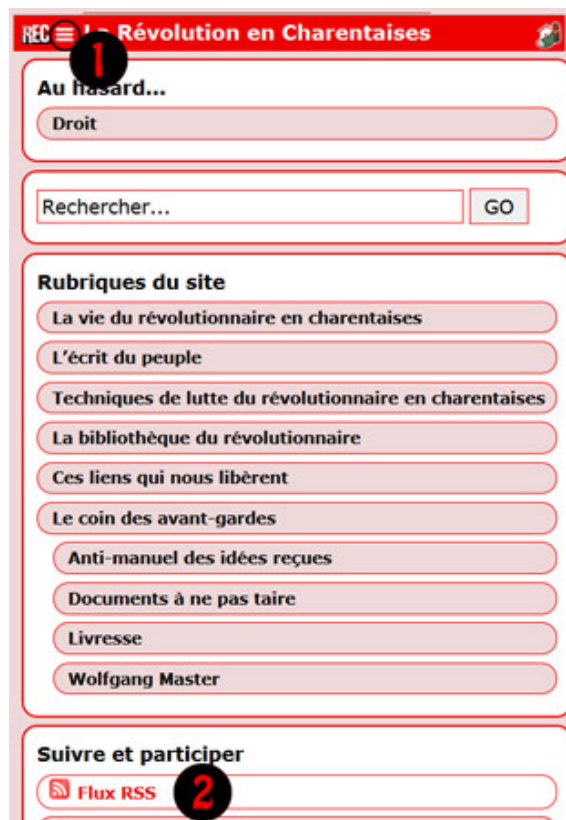 REC La Révolution en Charentaises
1
Au hasard...
Droit
Rechercher... GO
Rubriques du site
La vie du révolutionnaire en charentaises
L'écrit du peuple
Techniques de lutte du révolutionnaire en charentaises
La bibliothèque du révolutionnaire
Ces liens qui nous libèrent
Le coin des avant-gardes
Anti-manuel des idées reçues
Documents à ne pas taire
Livresse
Wolfgang Master
Suivre et participer
Flux RSS 2